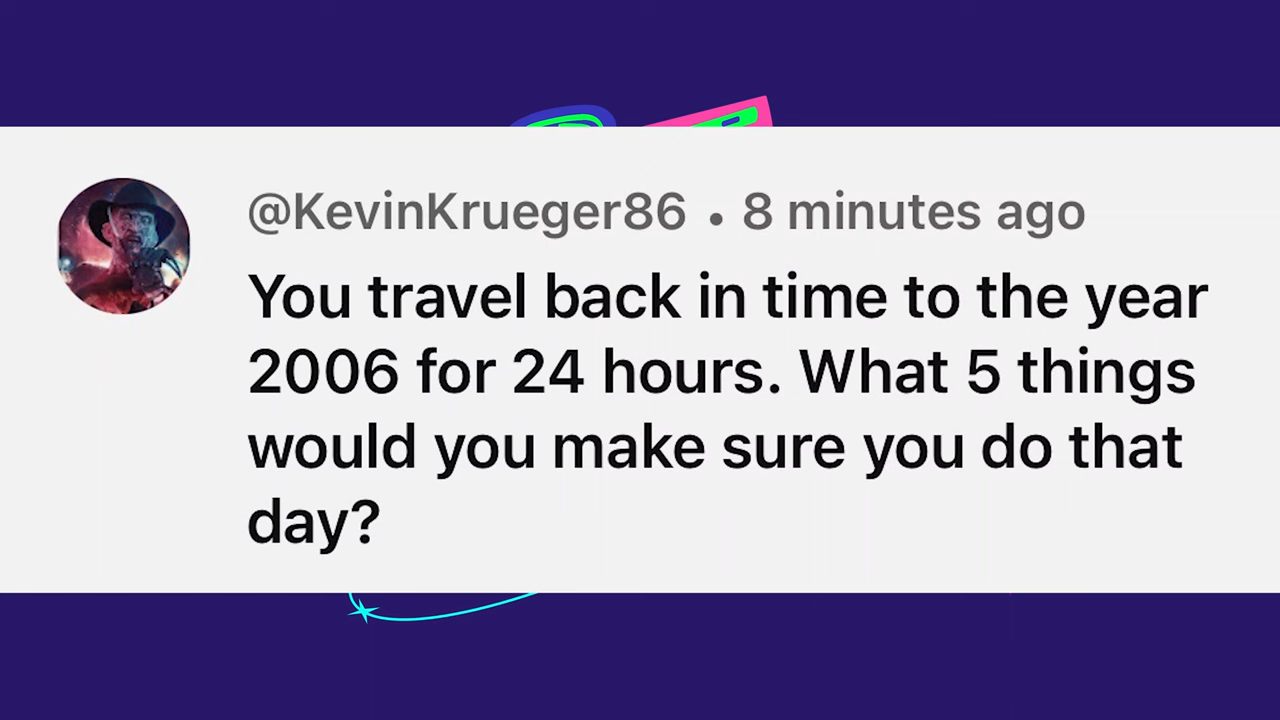 @KevinKrueger86 • 8 minutes ago
You travel back in time to the year
2006 for 24 hours. What 5 things
would you make sure you do that
day?